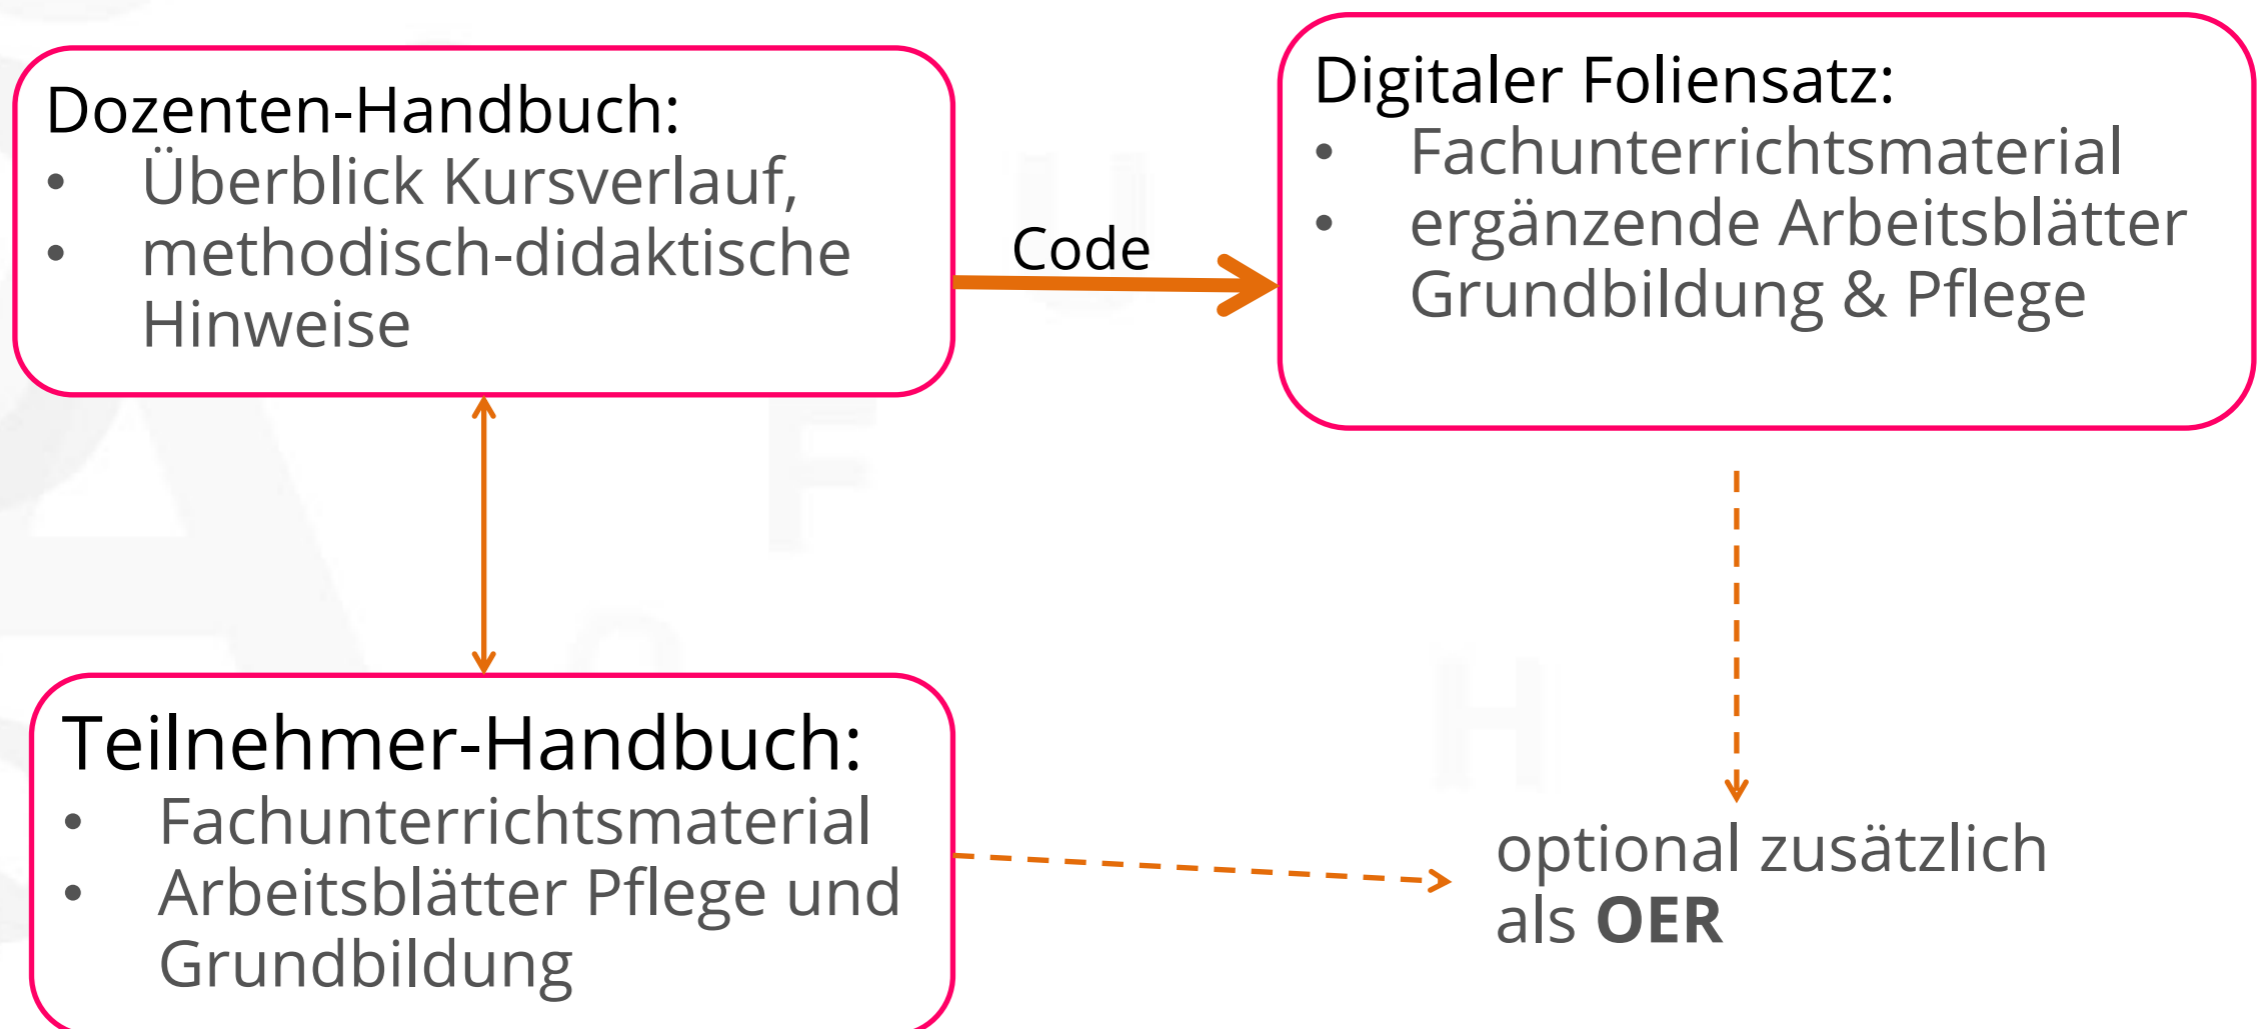 Dozenten-Handbuch:
• Überblick Kursverlauf,
• methodisch-didaktische
Hinweise
Code
Digitaler Foliensatz:
• Fachunterrichtsmaterial
• ergänzende Arbeitsblätter
Grundbildung & Pflege
Teilnehmer-Handbuch:
• Fachunterrichtsmaterial
• Arbeitsblätter Pflege und
Grundbildung
optional zusätzlich
als OER